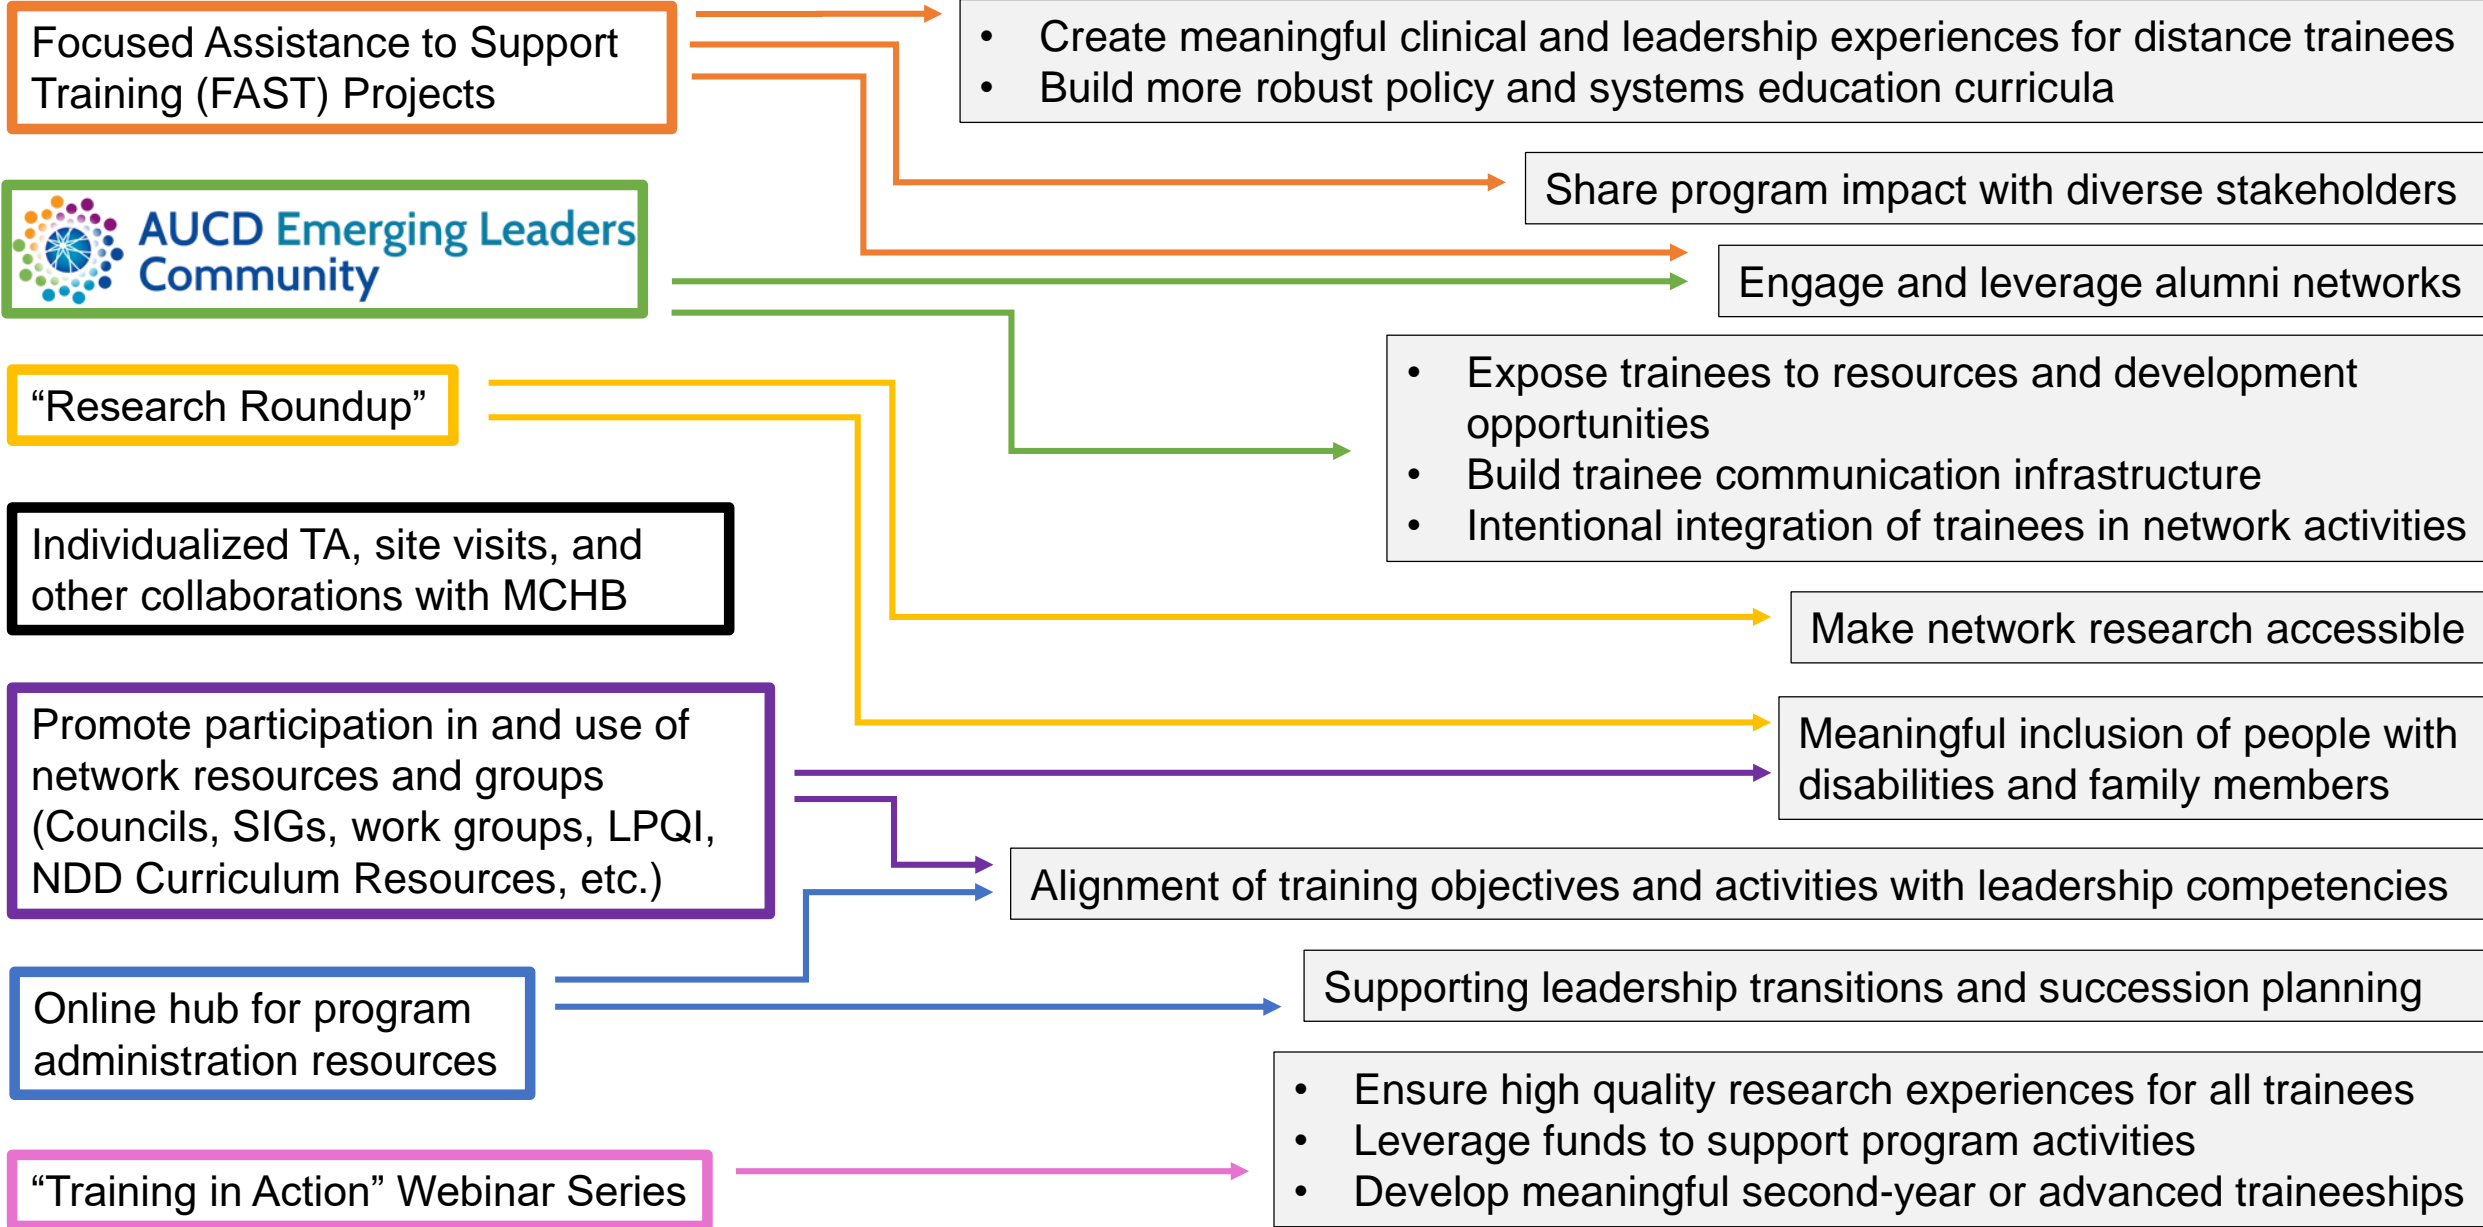 Focused Assistance to Support
Training (FAST) Projects
• Create meaningful clinical and leadership experiences for distance trainees
• Build more robust policy and systems education curricula
Share program impact with diverse stakeholders
AUCD Emerging Leaders
Community
Engage and leverage alumni networks
“Research Roundup”
• Expose trainees to resources and development
opportunities
• Build trainee communication infrastructure
• Intentional integration of trainees in network activities
Individualized TA, site visits, and
other collaborations with MCHB
Make network research accessible
Promote participation in and use of
network resources and groups
(Councils, SIGs, work groups, LPQI,
NDD Curriculum Resources, etc.)
Meaningful inclusion of people with
disabilities and family members
Alignment of training objectives and activities with leadership competencies
Online hub for program
administration resources
Supporting leadership transitions and succession planning
“Training in Action” Webinar Series
• Ensure high quality research experiences for all trainees
• Leverage funds to support program activities
• Develop meaningful second-year or advanced traineeships